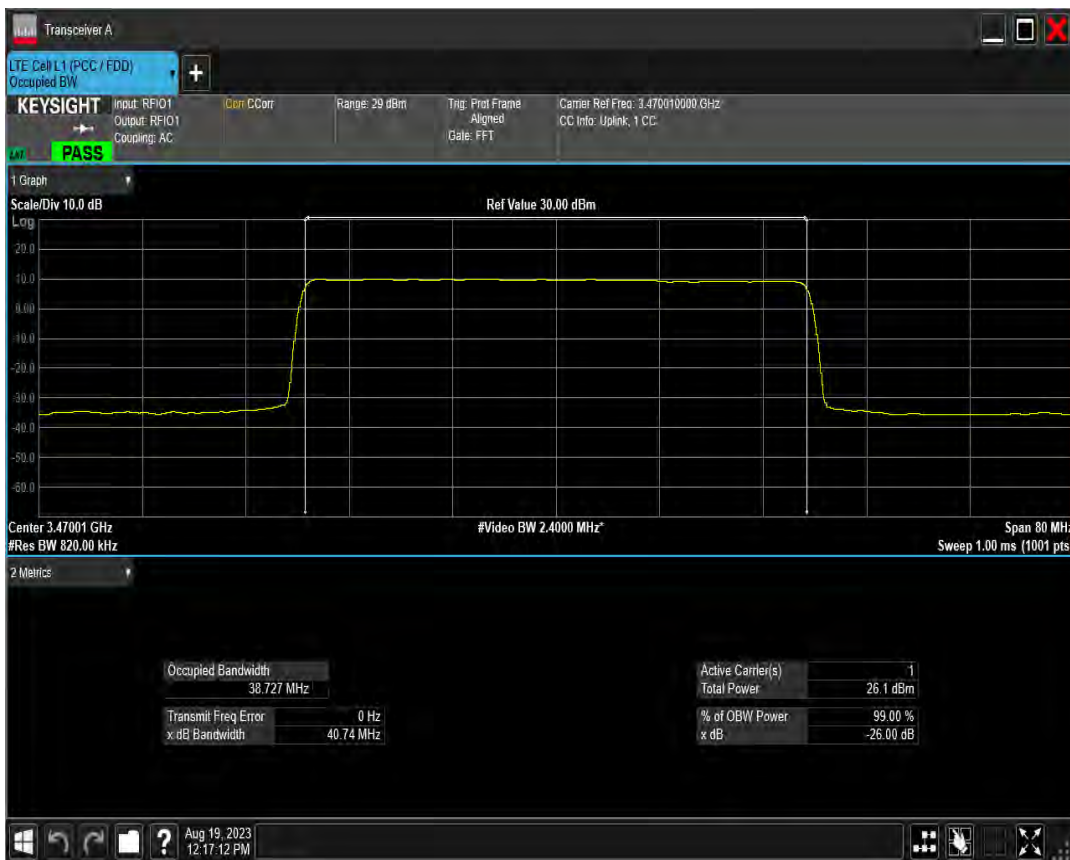 Transceiver A
LTE Cell L1 (PCC / FDD)
Occupied BW
KEYSIGHT
PASS
Input: RFIO1
Output: RFIO1
Coupling: AC
Corr CCorr
Range: 29 dBm
Trig: Prot Frame
Aligned
Gate: FFT
Carrier Ref Freq: 3.470010000 GHz
CC Info: Uplink, 1 CC
1 Graph
Scale/Div 10.0 dB
Ref Value 30.00 dBm
Log
20.0
10.0
0.00
-10.0
-20.0
-30.0
-40.0
-50.0
-60.0
Center 3.47001 GHz
#Video BW 2.4000 MHz*
Span 80 MHz
#Res BW 820.00 kHz
Sweep 1.00 ms (1001 pts
2 Metrics
Occupied Bandwidth
38.727 MHz
Transmit Freq Error 0 Hz
x dB Bandwidth 40.74 MHz
Active Carrier(s) 1
Total Power 26.1 dBm
% of OBW Power 99.00 %
x dB -26.00 dB
Aug 19, 2023
12:17:12 PM